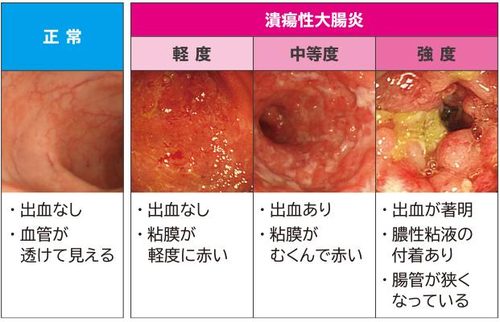 正常
潰瘍性大腸炎
軽度
中等度
強度
・出血なし
・血管が
透けて見える
・出血なし
・粘膜が
軽度に赤い
・出血あり
・粘膜が
むくんで赤い
・出血が著明
・膿性粘液の
付着あり
・腸管が狭く
なっている